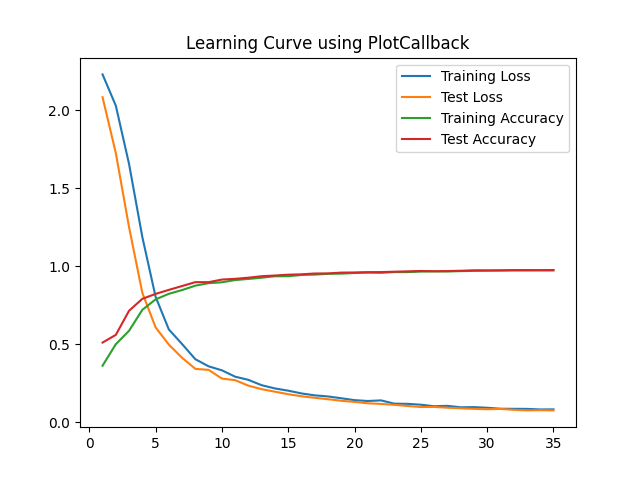 Learning Curve using PlotCallback
Training Loss
Test Loss
Training Accuracy
Test Accuracy
2.0
1.5
1.0
0.5
0.0
0 5 10 15 20 25 30 35